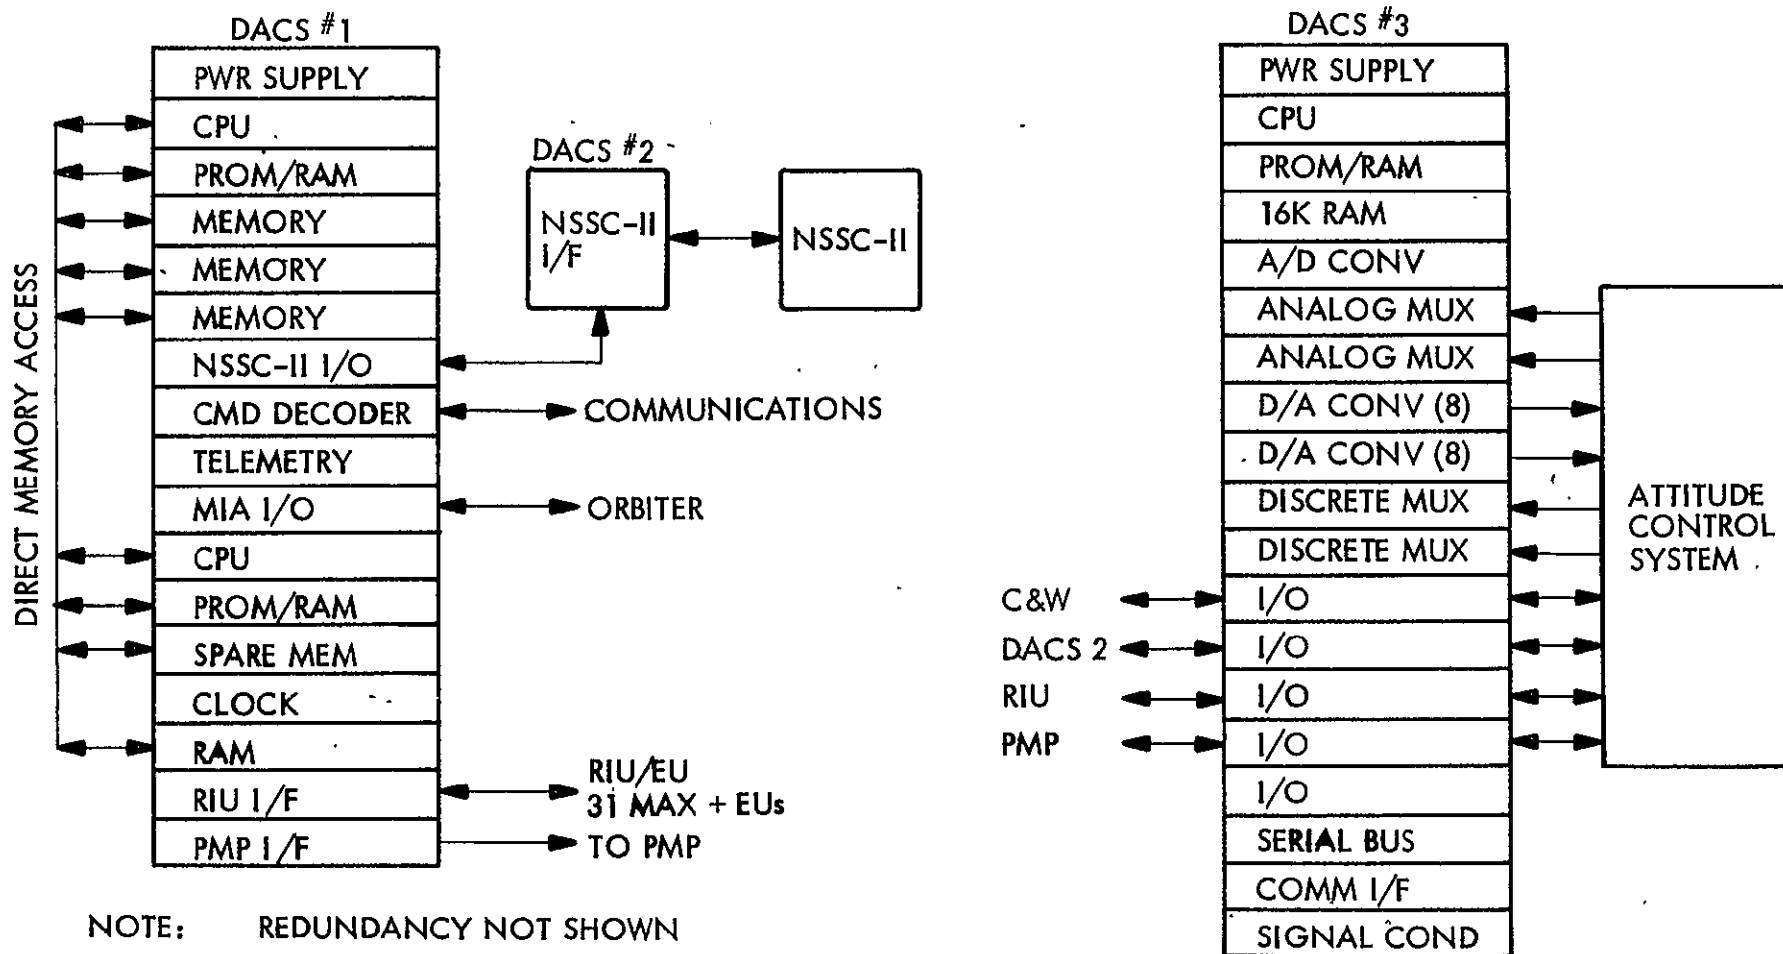 DACS #1
PWR SUPPLY
CPU
PROM/RAM
MEMORY
MEMORY
MEMORY
NSSC-II I/O
CMD DECODER
TELEMETRY
MIA I/O
CPU
PROM/RAM
SPARE MEM
CLOCK
RAM
RIU I/F
PMP I/F
DIRECT MEMORY ACCESS
DACS #2
NSSC-II
I/F
NSSC-II
COMMUNICATIONS
ORBITER
RIU/EU
31 MAX + EUs
TO PMP
NOTE: REDUNDANCY NOT SHOWN
DACS #3
PWR SUPPLY
CPU
PROM/RAM
16K RAM
A/D CONV
ANALOG MUX
ANALOG MUX
D/A CONV (8)
D/A CONV (8)
DISCRETE MUX
DISCRETE MUX
C&W I/O
DACS 2 I/O
RIU I/O
PMP I/O
I/O
SERIAL BUS
COMM I/F
SIGNAL COND
ATTITUDE
CONTROL
SYSTEM